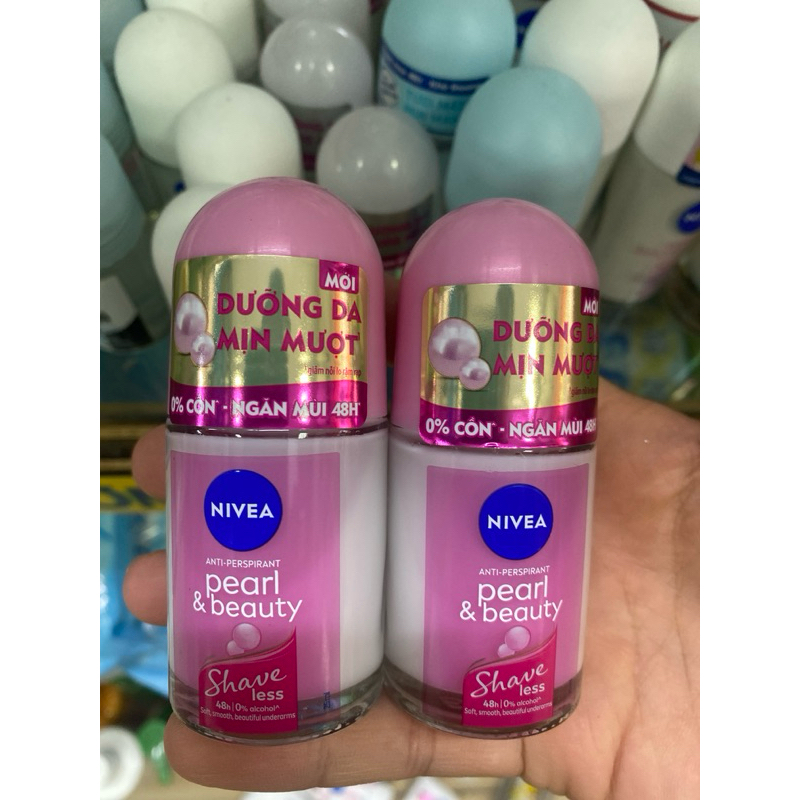 MỚI
DƯỠNG DA
MỊN MƯỢT
0% CỒN* - NGĂN MÙI 48H*
NIVEA
ANTI-PERSPIRANT
pearl
& beauty
Shave
less
48h | 0% alcohol^
Soft, smooth, beautiful underarms
DƯỠNG
MỊN MƯỢT
0% CỒN* - NGĂN MÙI 48H
NIVEA
ANTI-PERSPIRANT
pearl
& beauty
Shave
less
48h | 0% alcohol^
Soft, smooth, beautiful underarms